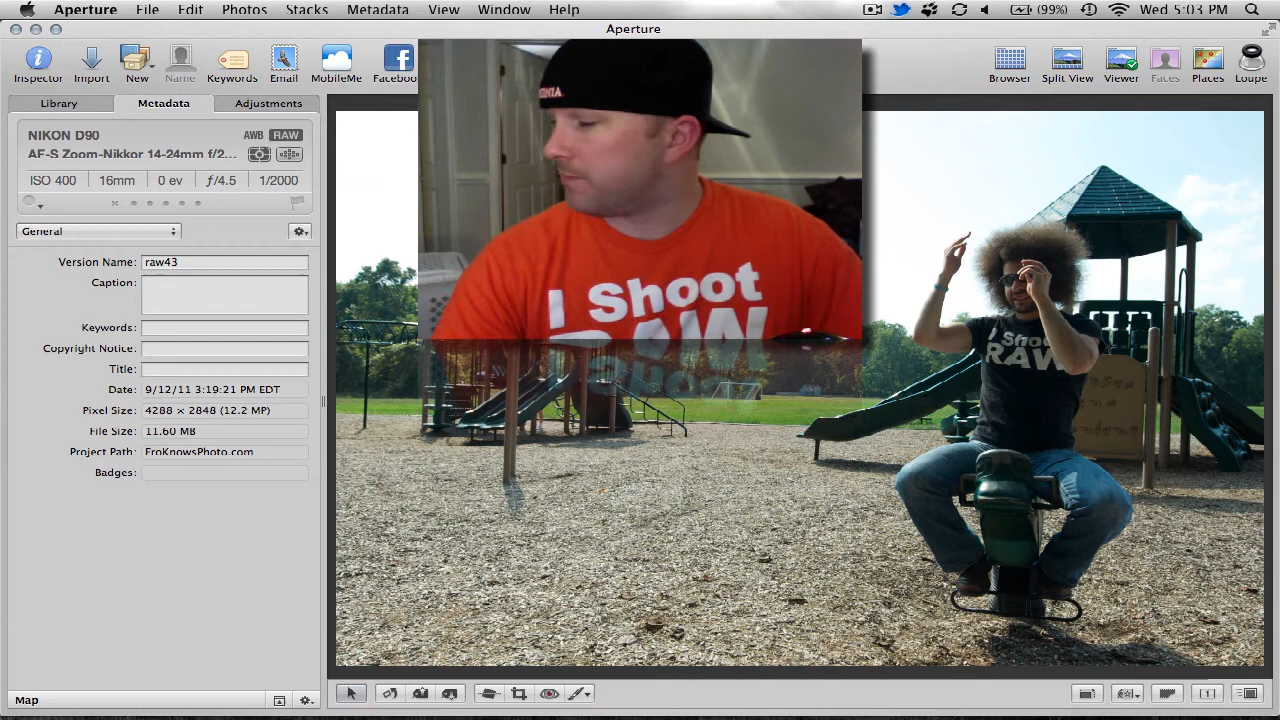 Aperture File Edit Photos Stacks Metadata View Window Help (99%) Wed 5:03 PM
Aperture
Inspector Import New Name Keywords Email MobileMe Faceboo Browser Split View Viewer Faces Places Loupe
Library Metadata Adjustments
NIKON D90 AWB RAW
AF-S Zoom-Nikkor 14-24mm f/2...
ISO 400 16mm 0 ev ƒ/4.5 1/2000
General
Version Name: raw43
Caption:
Keywords:
Copyright Notice:
Title:
Date: 9/12/11 3:19:21 PM EDT
Pixel Size: 4288 × 2848 (12.2 MP)
File Size: 11.60 MB
Project Path: FroKnowsPhoto.com
Badges:
Map
1
I Shoot
RAW
I Shoot
RAW